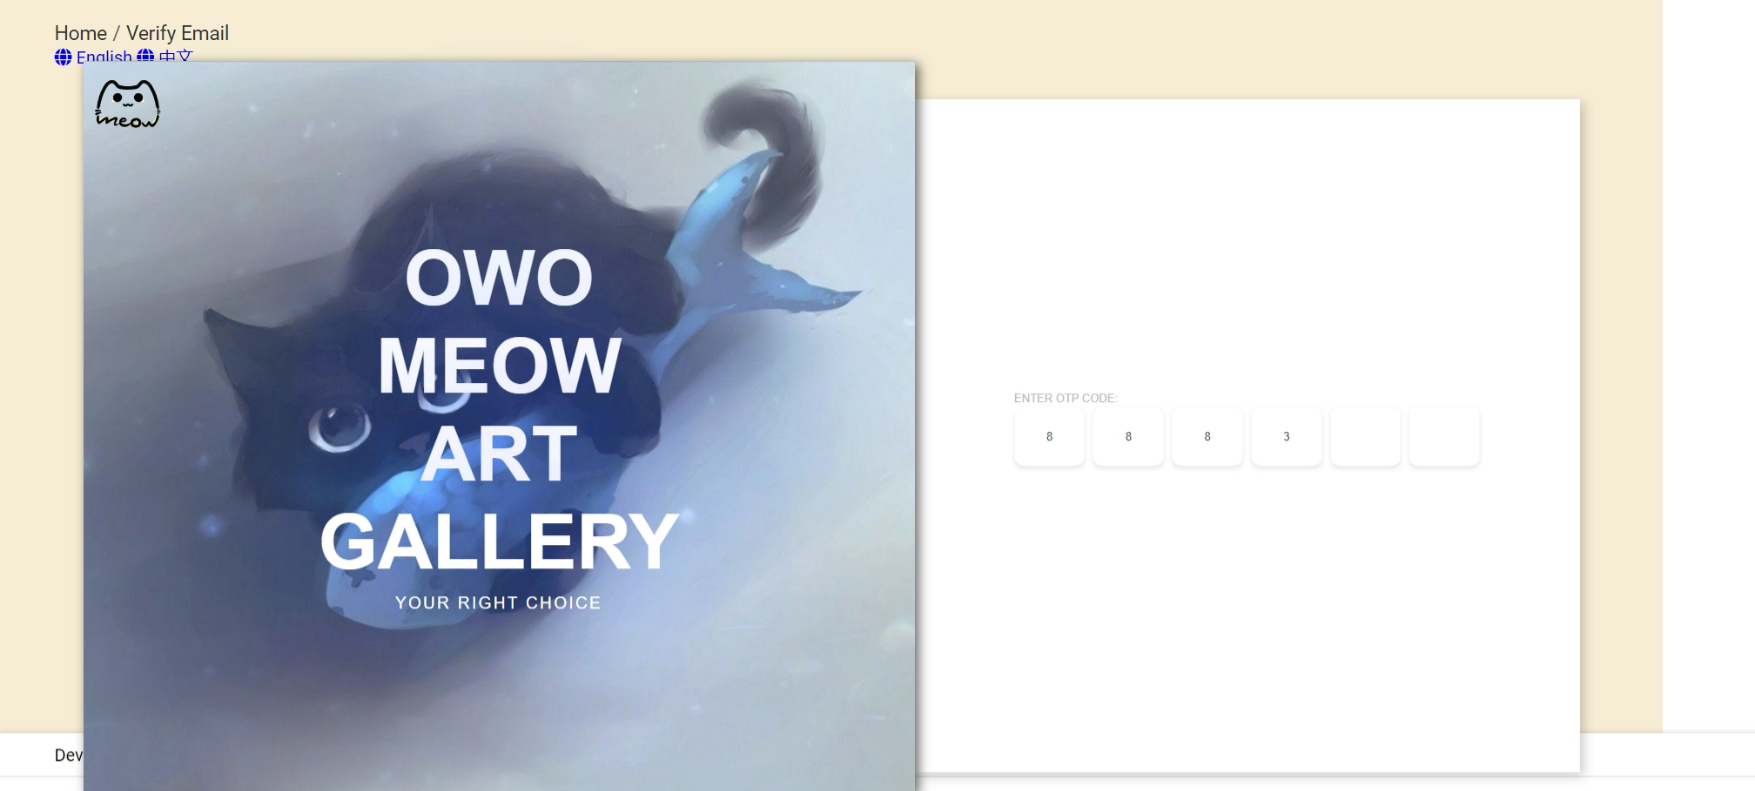 Home / Verify Email
English 中文
meow
OWO
MEOW
ART
GALLERY
YOUR RIGHT CHOICE
ENTER OTP CODE:
8 8 8 3
Dev